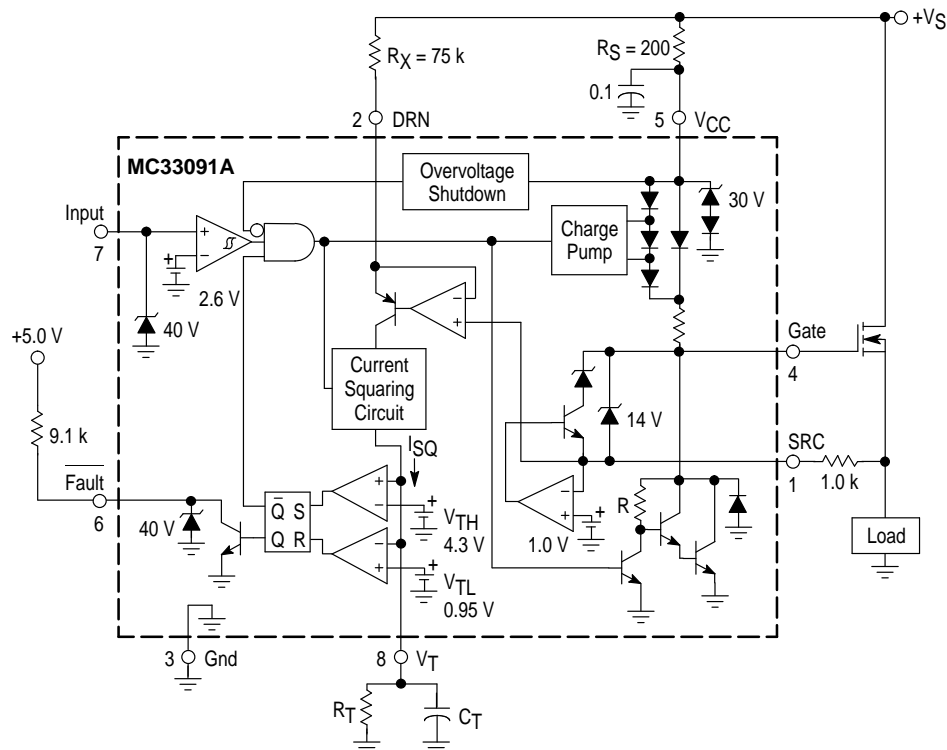 +VS
RX = 75 k
RS = 200
0.1
2 DRN
5 VCC
MC33091A
Overvoltage
Shutdown
30 V
Input
7
Charge
Pump
2.6 V
40 V
+5.0 V
Gate
4
Current
Squaring
Circuit
14 V
9.1 k
ISQ
SRC
1
1.0 k
Fault
6
40 V
Q S
Q R
VTH
4.3 V
R
1.0 V
Load
VTL
0.95 V
3 Gnd
8 VT
RT
CT